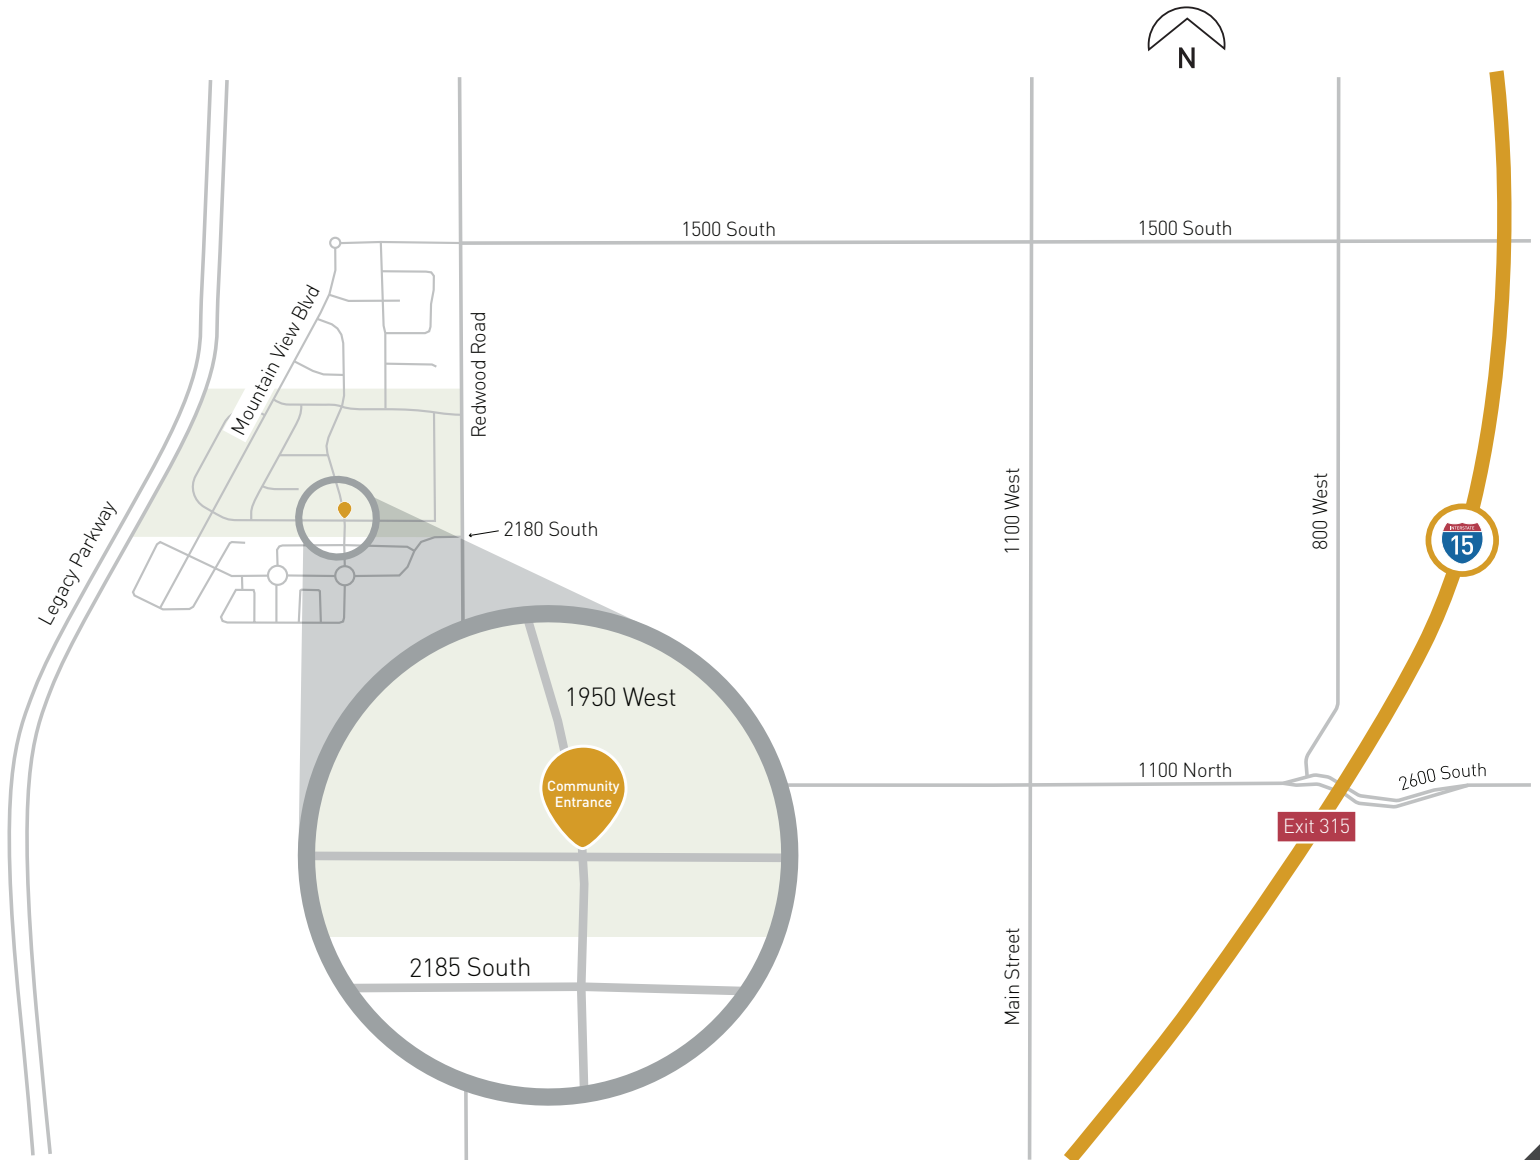 N
1500 South
1500 South
Mountain View Blvd
Redwood Road
1100 West
800 West
Legacy Parkway
2180 South
INTERSTATE
15
1950 West
Community
Entrance
1100 North
2600 South
Exit 315
2185 South
Main Street